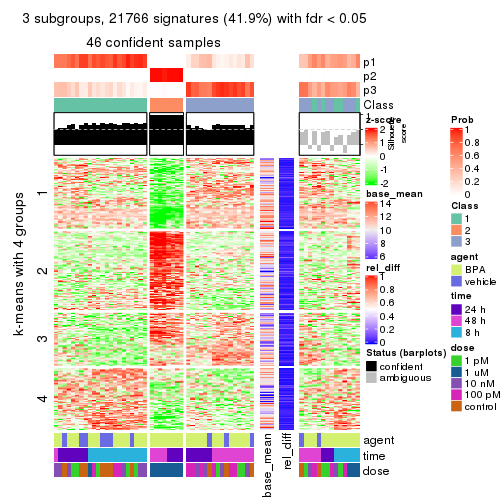 3 subgroups, 21766 signatures (41.9%) with fdr < 0.05
46 confident samples
p1
p2
p3
Class
z-score
2
1
0
-1
-2
Silhouette
score
1
2
3
4
k-means with 4 groups
base_mean
14
12
10
8
6
rel_diff
1
0.8
0.6
0.4
0.2
0
Status (barplots)
confident
ambiguous
Prob
1
0.8
0.6
0.4
0.2
0
Class
1
2
3
agent
BPA
vehicle
time
24 h
48 h
8 h
dose
1 pM
1 uM
10 nM
100 pM
control
agent
time
dose
base_mean
rel_diff